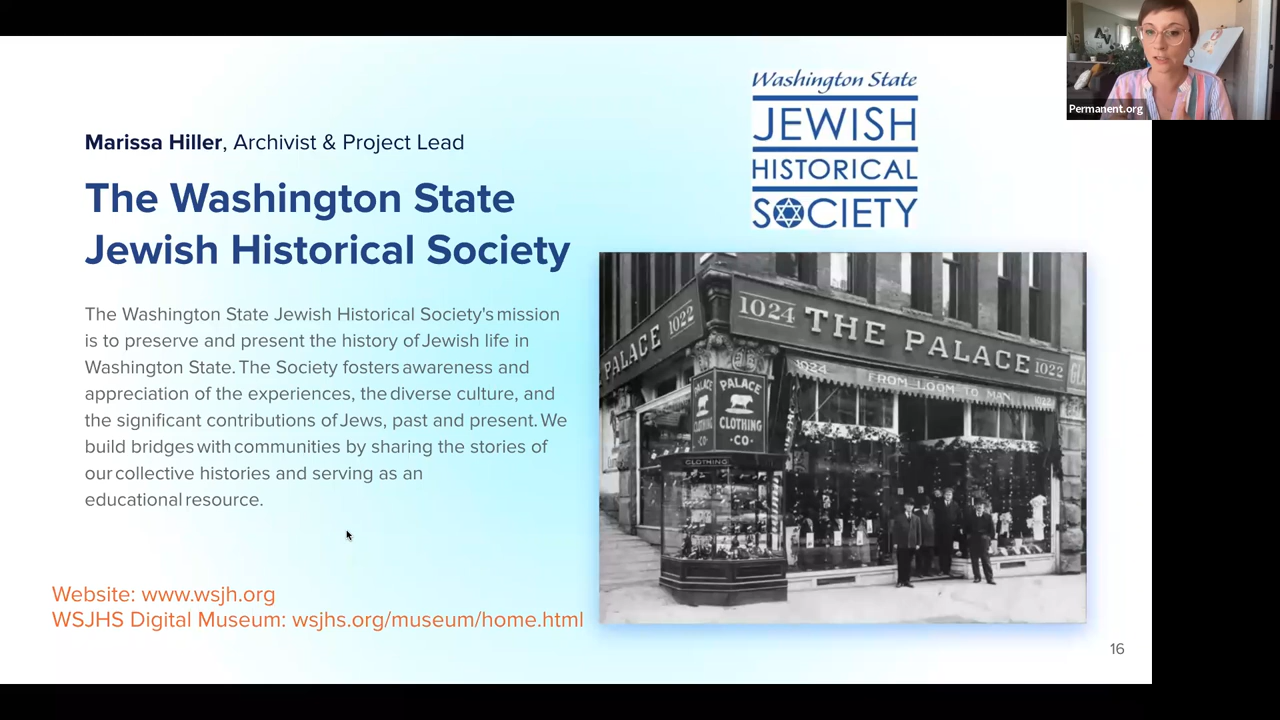 Permanent.org
Washington State
JEWISH
HISTORICAL
SOCIETY
Marissa Hiller, Archivist & Project Lead
The Washington State
Jewish Historical Society
The Washington State Jewish Historical Society's mission
is to preserve and present the history of Jewish life in
Washington State. The Society fosters awareness and
appreciation of the experiences, the diverse culture, and
the significant contributions of Jews, past and present. We
build bridges with communities by sharing the stories of
our collective histories and serving as an
educational resource.
Website: www.wsjh.org
WSJHS Digital Museum: wsjhs.org/museum/home.html
PALACE 1022
1024 THE PALACE 1022
1024 FROM LOOM TO MAN 1022
PALACE
CLOTHING
·CO·
PALACE
CLOTHING
·CO·
CLOTHING
16